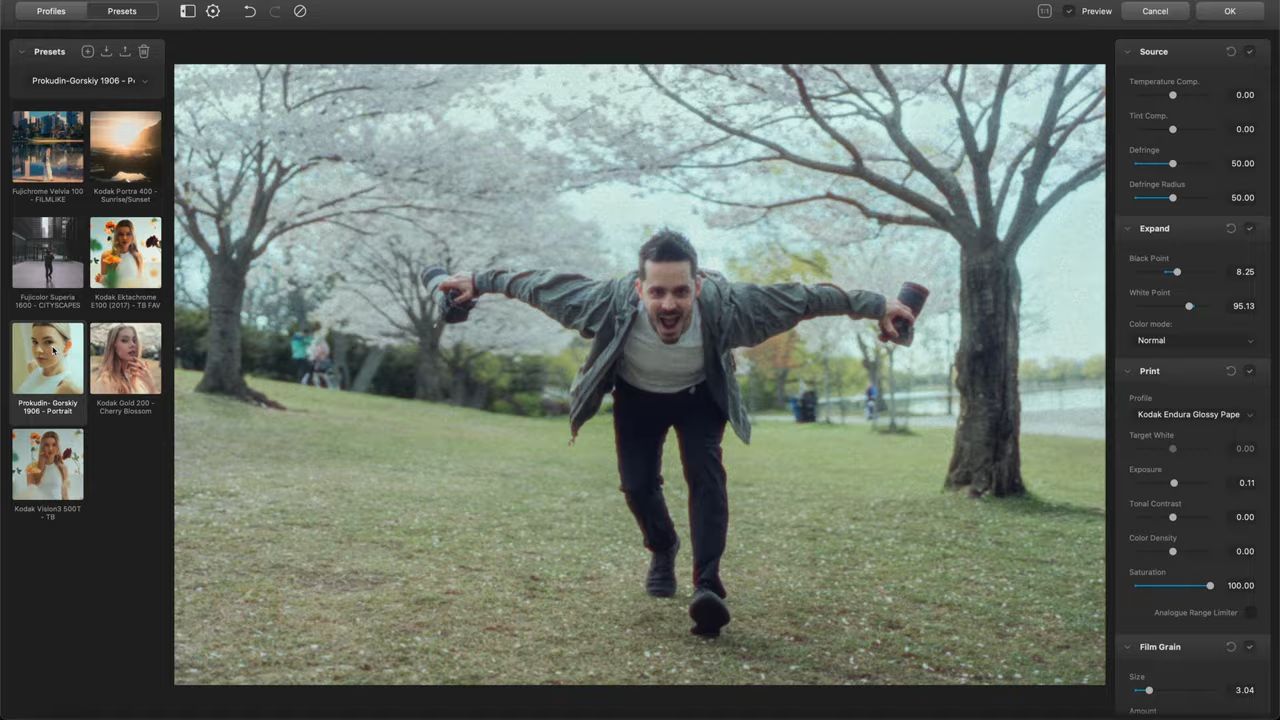 Profiles
Presets
1:1
Preview
Cancel
OK
Presets
Prokudin-Gorskiy 1906 - P
Fujichrome Velvia 100
- FILMLIKE
Kodak Portra 400 -
Sunrise/Sunset
Fujicolor Superia
1600 - CITYSCAPES
Kodak Ektachrome
E100 (2017) - TB FAV
Prokudin- Gorskiy
1906 - Portrait
Kodak Gold 200 -
Cherry Blossom
Kodak Vision3 500T
- TB
Source
Temperature Comp.
0.00
Tint Comp.
0.00
Defringe
50.00
Defringe Radius
50.00
Expand
Black Point
8.25
White Point
95.13
Color mode:
Normal
Print
Profile
Kodak Endura Glossy Pape
Target White
0.00
Exposure
0.11
Tonal Contrast
0.00
Color Density
0.00
Saturation
100.00
Analogue Range Limiter
Film Grain
Size
3.04
Amount